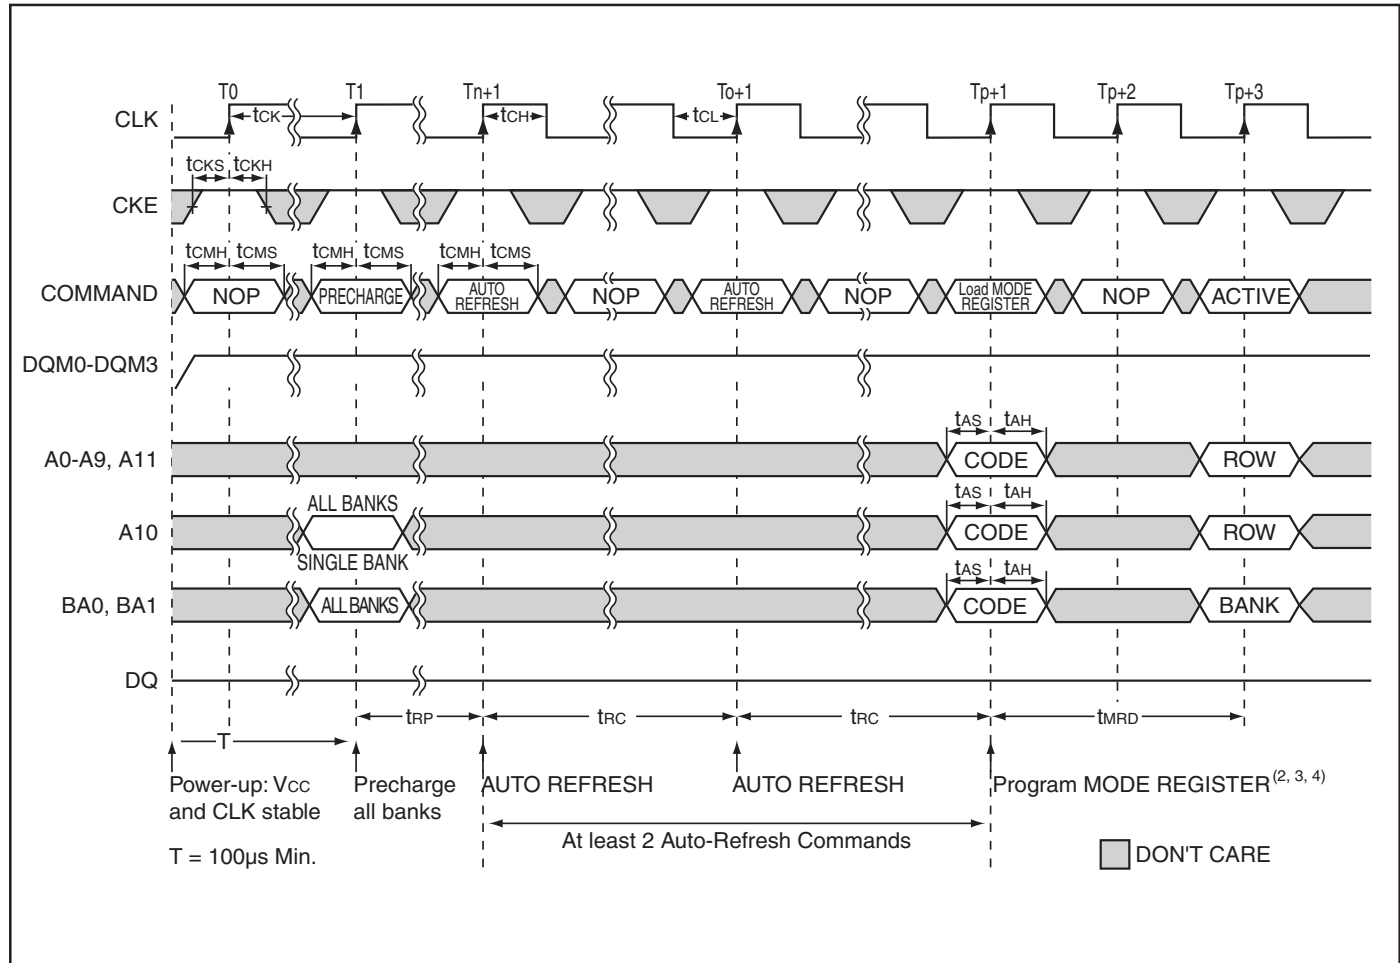 T0 T1 Tn+1 To+1 Tp+1 Tp+2 Tp+3
CLK tCK tCH tCL
tCKS tCKH
CKE
tCMH tCMS tCMH tCMS tCMH tCMS
COMMAND NOP PRECHARGE AUTO REFRESH NOP AUTO REFRESH NOP Load MODE REGISTER NOP ACTIVE
DQM0-DQM3
tAS tAH
A0-A9, A11 CODE ROW
ALL BANKS tAS tAH
A10 CODE ROW
SINGLE BANK tAS tAH
BA0, BA1 ALL BANKS CODE BANK
DQ
tRP tRC tRC tMRD
T
Power-up: VCC Precharge AUTO REFRESH AUTO REFRESH Program MODE REGISTER(2, 3, 4)
and CLK stable all banks
At least 2 Auto-Refresh Commands
T = 100µs Min. DON'T CARE